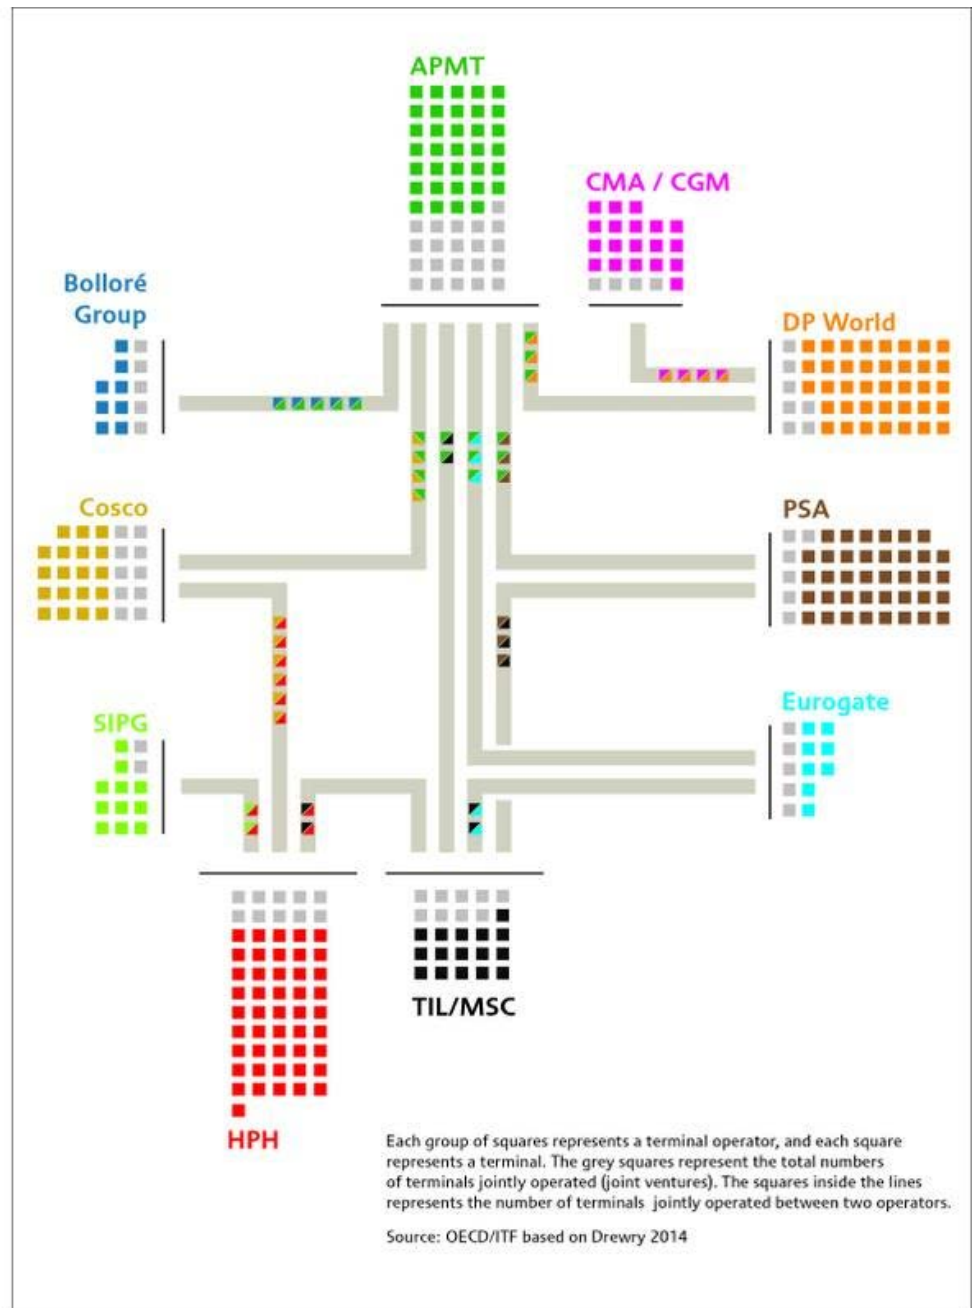 APMT
CMA / CGM
Bolloré
Group
DP World
Cosco
PSA
SIPG
Eurogate
TIL/MSC
HPH
Each group of squares represents a terminal operator, and each square
represents a terminal. The grey squares represent the total numbers
of terminals jointly operated (joint ventures). The squares inside the lines
represents the number of terminals jointly operated between two operators.
Source: OECD/ITF based on Drewry 2014